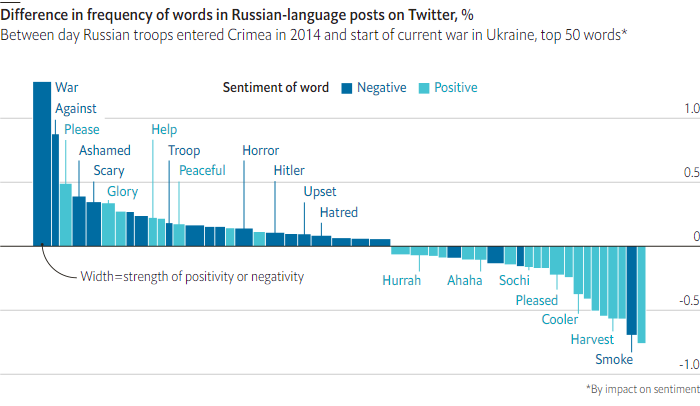 Difference in frequency of words in Russian-language posts on Twitter, %
Between day Russian troops entered Crimea in 2014 and start of current war in Ukraine, top 50 words*
War
Sentiment of word Negative Positive
Against
1.0
Please
Help
Ashamed
Troop
Horror
Scary
Peaceful
Hitler
0.5
Glory
Upset
Hatred
0
Width=strength of positivity or negativity
Hurrah
Ahaha
Sochi
Pleased
-0.5
Cooler
Harvest
Smoke
-1.0
*By impact on sentiment